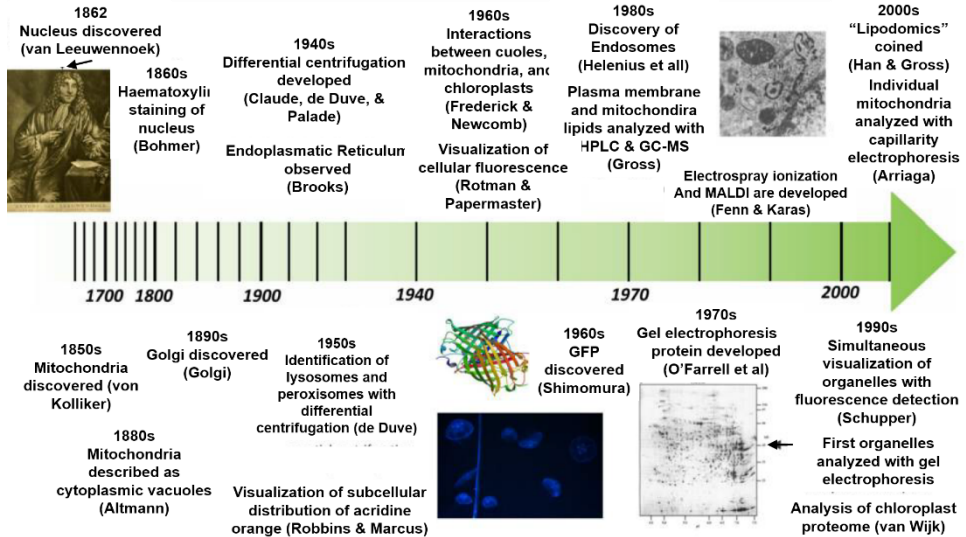 1862
Nucleus discovered
(van Leeuwennoek)
1860s
Haematoxylin
staining of
nucleus
(Bohmer)
1940s
Differential centrifugation
developed
(Claude, de Duve, &
Palade)
Endoplasmatic Reticulum
observed
(Brooks)
1960s
Interactions
between cuoles,
mitochondria, and
chloroplasts
(Frederick &
Newcomb)
Visualization of
cellular fluorescence
(Rotman &
Papermaster)
1980s
Discovery of
Endosomes
(Helenius et all)
Plasma membrane
and mitochondira
lipids analyzed with
HPLC & GC-MS
(Gross)
Electrospray ionization
And MALDI are developed
(Fenn & Karas)
2000s
“Lipodomics”
coined
(Han & Gross)
Individual
mitochondria
analyzed with
capillarity
electrophoresis
(Arriaga)
1700 1800 1900 1940 1970 2000
1850s
Mitochondria
discovered (von
Kolliker)
1880s
Mitochondria
described as
cytoplasmic vacuoles
(Altmann)
1890s
Golgi discovered
(Golgi)
1950s
Identification of
lysosomes and
peroxisomes with
differential
centrifugation (de Duve)
Visualization of subcellular
distribution of acridine
orange (Robbins & Marcus)
1960s
GFP
discovered
(Shimomura)
1970s
Gel electrophoresis
protein developed
(O’Farrell et al)
1990s
Simultaneous
visualization of
organelles with
fluorescence detection
(Schupper)
First organelles
analyzed with gel
electrophoresis
Analysis of chloroplast
proteome (van Wijk)